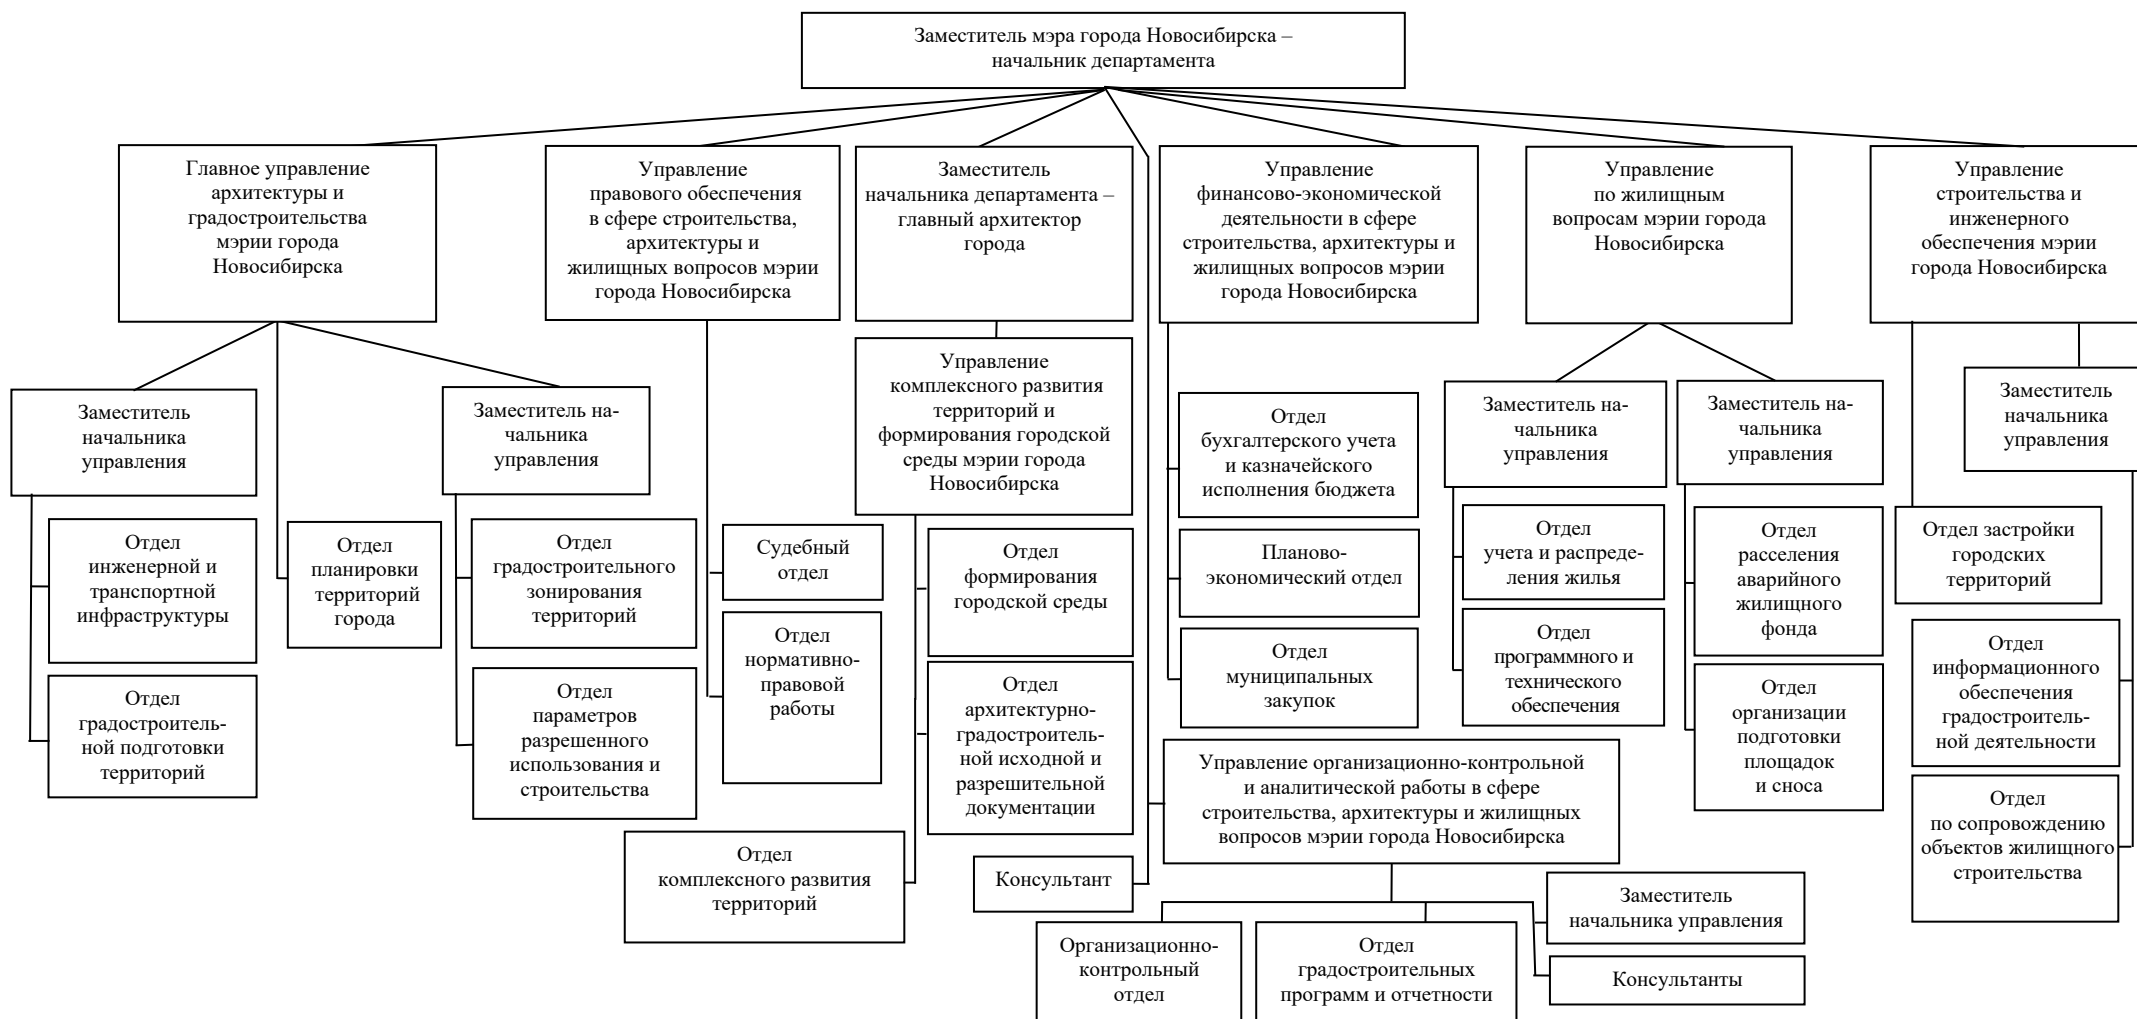 Заместитель мэра города Новосибирска –
начальник департамента
Главное управление
архитектуры и
градостроительства
мэрии города
Новосибирска
Управление
правового обеспечения
в сфере строительства,
архитектуры и
жилищных вопросов мэрии
города Новосибирска
Заместитель
начальника департамента –
главный архитектор
города
Управление
финансово-экономической
деятельности в сфере
строительства, архитектуры и
жилищных вопросов мэрии
города Новосибирска
Управление
по жилищным
вопросам мэрии города
Новосибирска
Управление
строительства и
инженерного
обеспечения мэрии
города Новосибирска
Заместитель
начальника
управления
Заместитель на-
чальника
управления
Управление
комплексного развития
территорий и
формирования городской
среды мэрии города
Новосибирска
Отдел
бухгалтерского учета
и казначейского
исполнения бюджета
Заместитель на-
чальника
управления
Заместитель на-
чальника
управления
Заместитель
начальника
управления
Отдел
инженерной и
транспортной
инфраструктуры
Отдел
планировки
территорий
города
Отдел
градостроительного
зонирования
территорий
Судебный
отдел
Отдел
формирования
городской среды
Планово-
экономический отдел
Отдел
учета и распреде-
ления жилья
Отдел
расселения
аварийного
жилищного
фонда
Отдел застройки
городских
территорий
Отдел
градостроитель-
ной подготовки
территорий
Отдел
параметров
разрешенного
использования и
строительства
Отдел
нормативно-
правовой
работы
Отдел
архитектурно-
градостроитель-
ной исходной и
разрешительной
документации
Отдел
муниципальных
закупок
Отдел
программного и
технического
обеспечения
Отдел
организации
подготовки
площадок
и сноса
Отдел
информационного
обеспечения
градостроитель-
ной деятельности
Управление организационно-контрольной
и аналитической работы в сфере
строительства, архитектуры и жилищных
вопросов мэрии города Новосибирска
Отдел
по сопровождению
объектов жилищного
строительства
Отдел
комплексного развития
территорий
Консультант
Заместитель
начальника управления
Организационно-
контрольный
отдел
Отдел
градостроительных
программ и отчетности
Консультанты